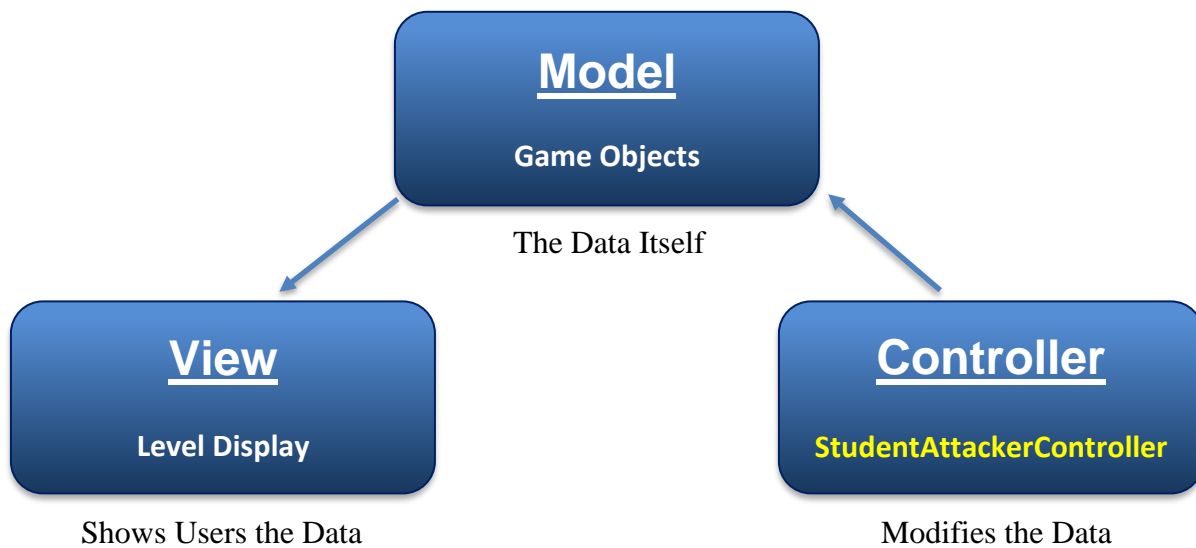 Model
Game Objects
The Data Itself
View
Level Display
Shows Users the Data
Controller
StudentAttackerController
Modifies the Data